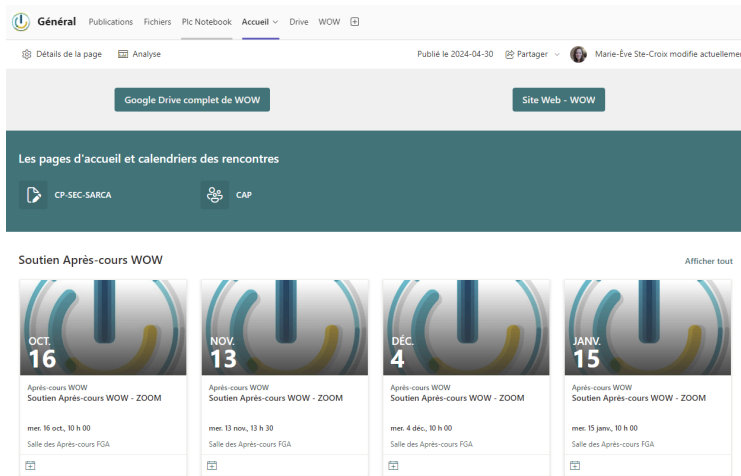 Général Publications Fichiers Plc Notebook Accueil Drive WOW
Détails de la page Analyse Publié le 2024-04-30 Partager Marie-Ève Ste-Croix modifie actuelleme
Google Drive complet de WOW Site Web - WOW
Les pages d'accueil et calendriers des rencontres
CP-SEC-SARCA CAP
Soutien Après-cours WOW Afficher tout
OCT. NOV. DÉC. JANV.
16 13 4 15
Après-cours WOW Après-cours WOW Après-cours WOW Après-cours WOW
Soutien Après-cours WOW - ZOOM Soutien Après-cours WOW - ZOOM Soutien Après-cours WOW - ZOOM Soutien Après-cours WOW - ZOOM
mer. 16 oct., 10 h 00 mer. 13 nov., 13 h 30 mer. 4 déc., 10 h 00 mer. 15 janv., 10 h 00
Salle des Après-cours FGA Salle des Après-cours FGA Salle des Après-cours FGA Salle des Après-cours FGA